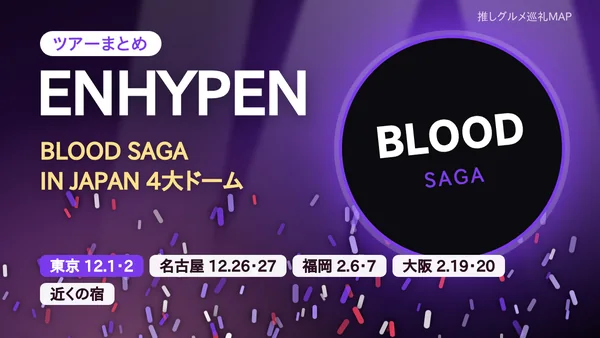 推しグルメ巡礼MAP
ツアーまとめ
ENHYPEN
BLOOD SAGA
IN JAPAN 4大ドーム
BLOOD
SAGA
東京 12.1・2
名古屋 12.26・27
福岡 2.6・7
大阪 2.19・20
近くの宿